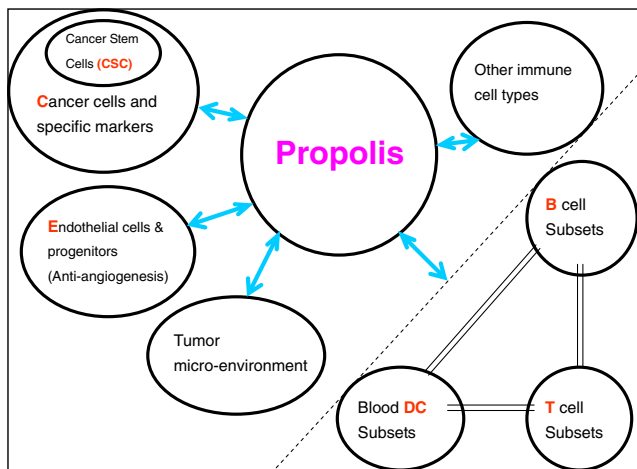 Cancer Stem
Cells (CSC)
Cancer cells and
specific markers
Propolis
Other immune
cell types
Endothelial cells &
progenitors
(Anti-angiogenesis)
B cell
Subsets
Tumor
micro-environment
Blood DC
Subsets
T cell
Subsets